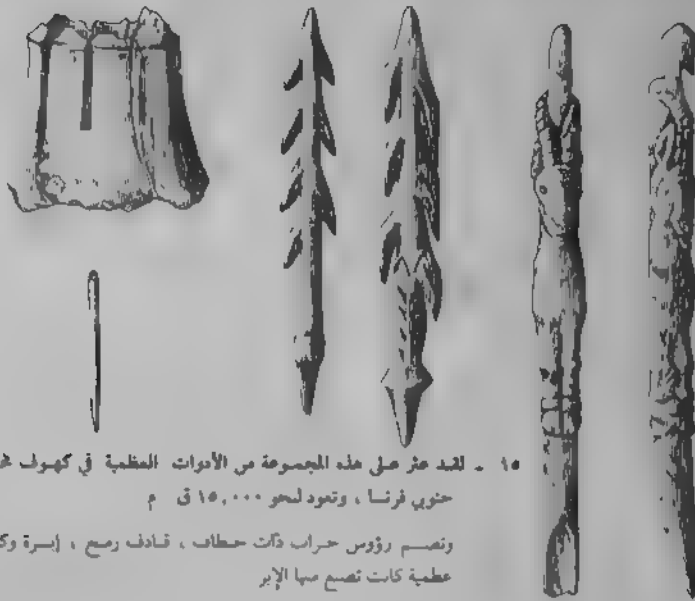 ١٥ - لقد عثر على هذه المجموعة من الأدوات العظمية في كهوف
جنوبي فرنسا ، وتعود لنحو ١٥,٠٠٠ ق م
وتضم رؤوس حراب ذات خطاف ، قاذف رمح ، إبرة
عظمية كانت تصنع منها الإبر